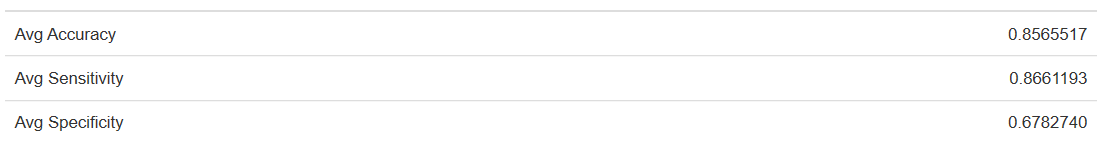 Avg Accuracy 0.8565517
Avg Sensitivity 0.8661193
Avg Specificity 0.6782740